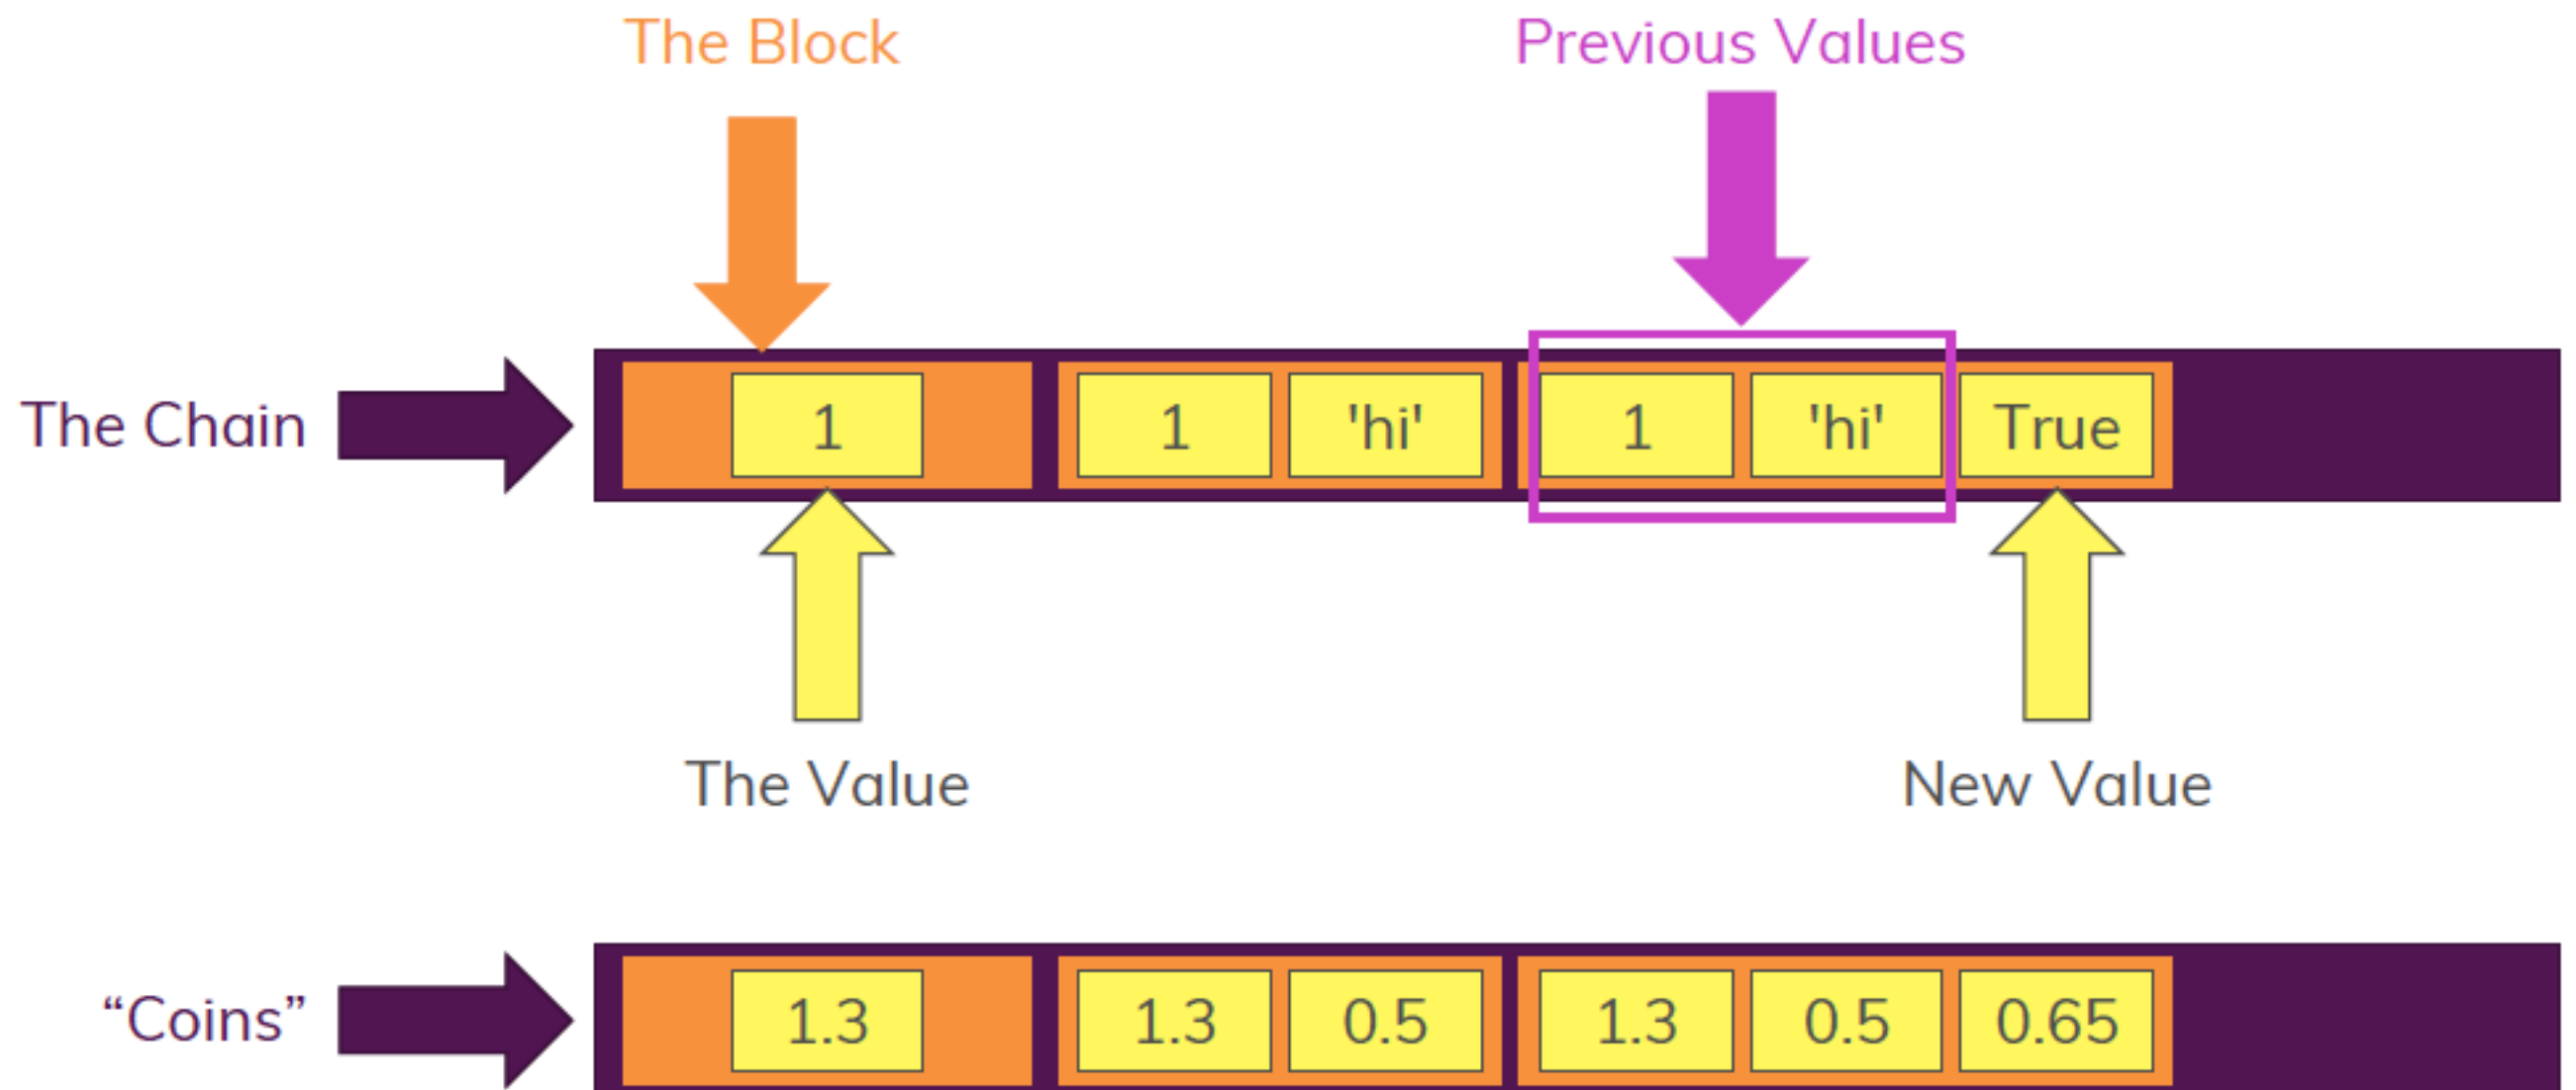 The Block
Previous Values
The Chain
1
1 'hi'
1 'hi' True
The Value
New Value
“Coins”
1.3
1.3 0.5
1.3 0.5 0.65